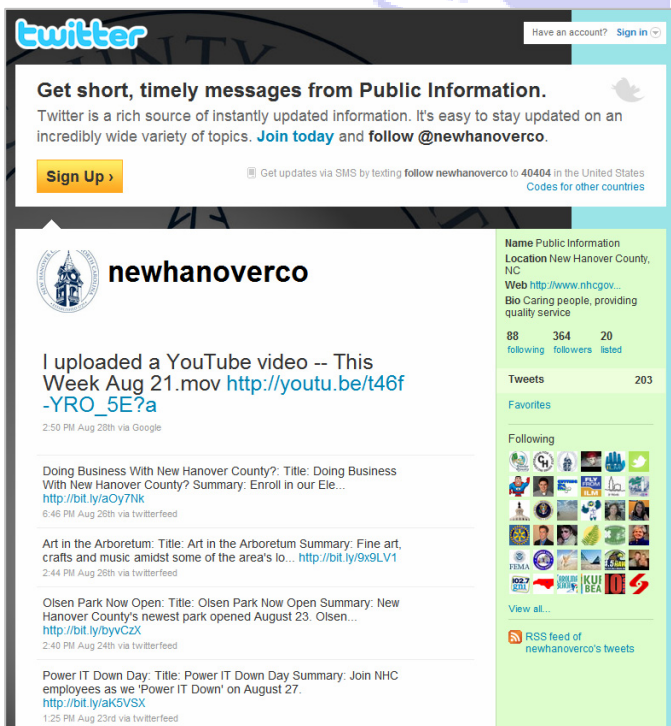 twitter
Have an account? Sign in
Get short, timely messages from Public Information.
Twitter is a rich source of instantly updated information. It's easy to stay updated on an
incredibly wide variety of topics. Join today and follow @newhanoverco.
Sign Up ›
Get updates via SMS by texting follow newhanoverco to 40404 in the United States
Codes for other countries
newhanoverco
I uploaded a YouTube video -- This
Week Aug 21.mov http://youtu.be/t46f
-YRO_5E?a
2:50 PM Aug 28th via Google
Doing Business With New Hanover County?: Title: Doing Business
With New Hanover County? Summary: Enroll in our Ele...
http://bit.ly/aOy7Nk
6:46 PM Aug 26th via twitterfeed
Art in the Arboretum: Title: Art in the Arboretum Summary: Fine art,
crafts and music amidst some of the area's lo... http://bit.ly/9x9LV1
2:44 PM Aug 26th via twitterfeed
Olsen Park Now Open: Title: Olsen Park Now Open Summary: New
Hanover County's newest park opened August 23. Olsen...
http://bit.ly/byvCzX
2:40 PM Aug 24th via twitterfeed
Power IT Down Day: Title: Power IT Down Day Summary: Join NHC
employees as we 'Power IT Down' on August 27.
http://bit.ly/aK5VSX
1:25 PM Aug 23rd via twitterfeed
Name Public Information
Location New Hanover County,
NC
Web http://www.nhcgov...
Bio Caring people, providing
quality service
88 364 20
following followers listed
Tweets 203
Favorites
Following
FLY
FROM
ILM
FEMA
102.7
gni
KUI
BEA
View all...
RSS feed of
newhanoverco's tweets